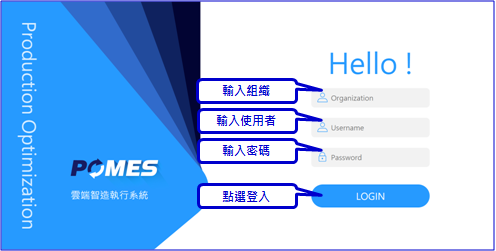 Production Optimization
POMES
雲端智造執行系統
Hello !
輸入組織
Organization
輸入使用者
Username
輸入密碼
Password
點選登入
LOGIN